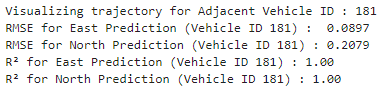 Visualizing trajectory for Adjacent Vehicle ID : 181
RMSE for East Prediction (Vehicle ID 181) :  0.0897
RMSE for North Prediction (Vehicle ID 181) : 0.2079
R² for East Prediction (Vehicle ID 181) : 1.00
R² for North Prediction (Vehicle ID 181) : 1.00